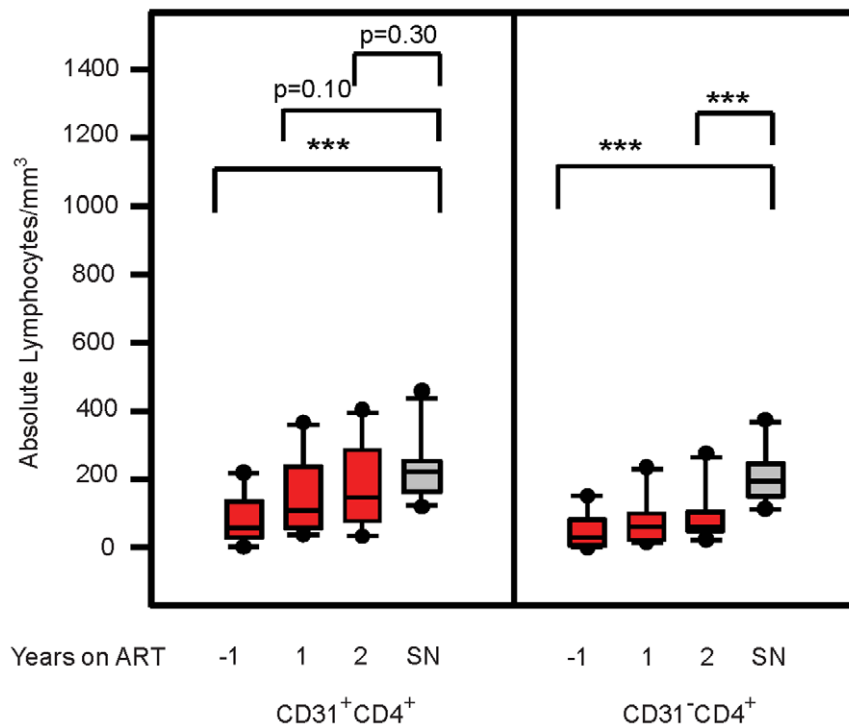 p=0.30
p=0.10
***
***
***
1400
1200
1000
800
600
400
200
0
Absolute Lymphocytes/mm³
Years on ART -1 1 2 SN -1 1 2 SN
CD31⁺CD4⁺ CD31⁻CD4⁺